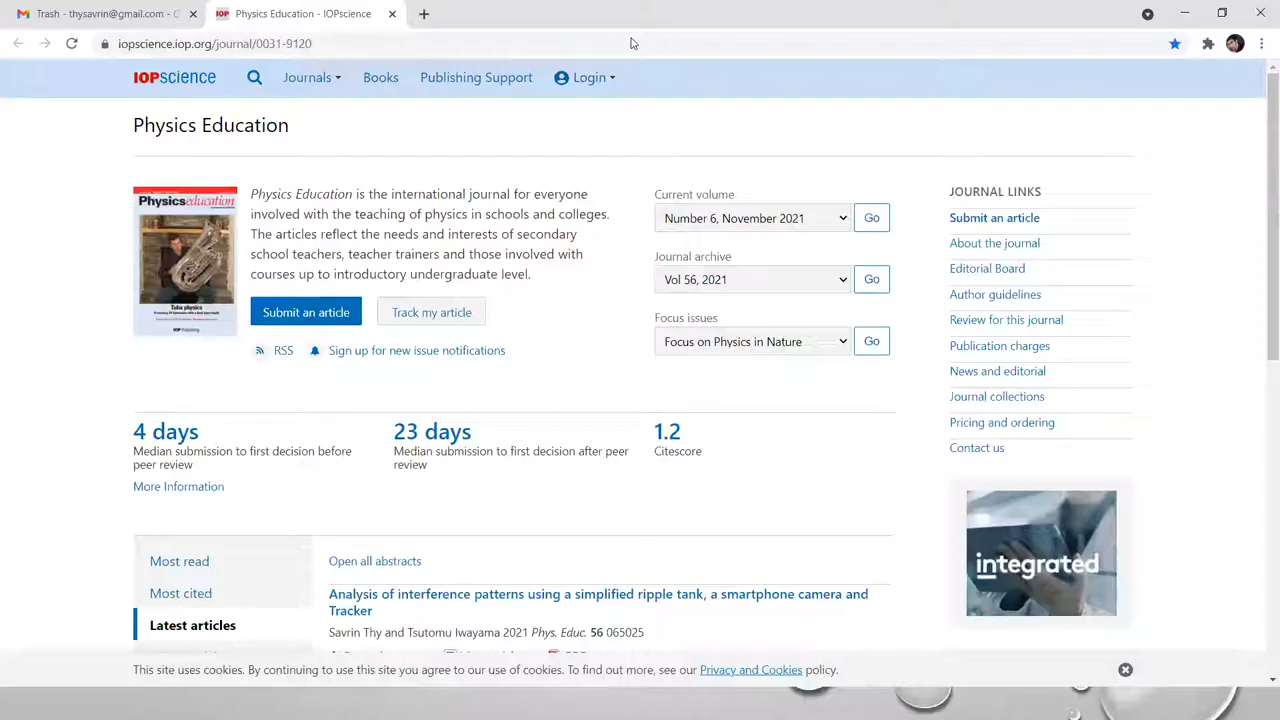 Trash - thysavrin@gmail.com - G
Physics Education - IOPscience
iopscience.iop.org/journal/0031-9120
IOPscience
Journals
Books
Publishing Support
Login
Physics Education
Physicseducation
Tuba physics
IOP Publishing
Physics Education is the international journal for everyone
involved with the teaching of physics in schools and colleges.
The articles reflect the needs and interests of secondary
school teachers, teacher trainers and those involved with
courses up to introductory undergraduate level.
Submit an article
Track my article
RSS
Sign up for new issue notifications
Current volume
Number 6, November 2021
Go
Journal archive
Vol 56, 2021
Go
Focus issues
Focus on Physics in Nature
Go
JOURNAL LINKS
Submit an article
About the journal
Editorial Board
Author guidelines
Review for this journal
Publication charges
News and editorial
Journal collections
Pricing and ordering
Contact us
4 days
Median submission to first decision before
peer review
23 days
Median submission to first decision after peer
review
1.2
Citescore
More Information
integrated
Most read
Most cited
Latest articles
Open all abstracts
Analysis of interference patterns using a simplified ripple tank, a smartphone camera and
Tracker
Savrin Thy and Tsutomu Iwayama 2021 Phys. Educ. 56 065025
This site uses cookies. By continuing to use this site you agree to our use of cookies. To find out more, see our Privacy and Cookies policy.